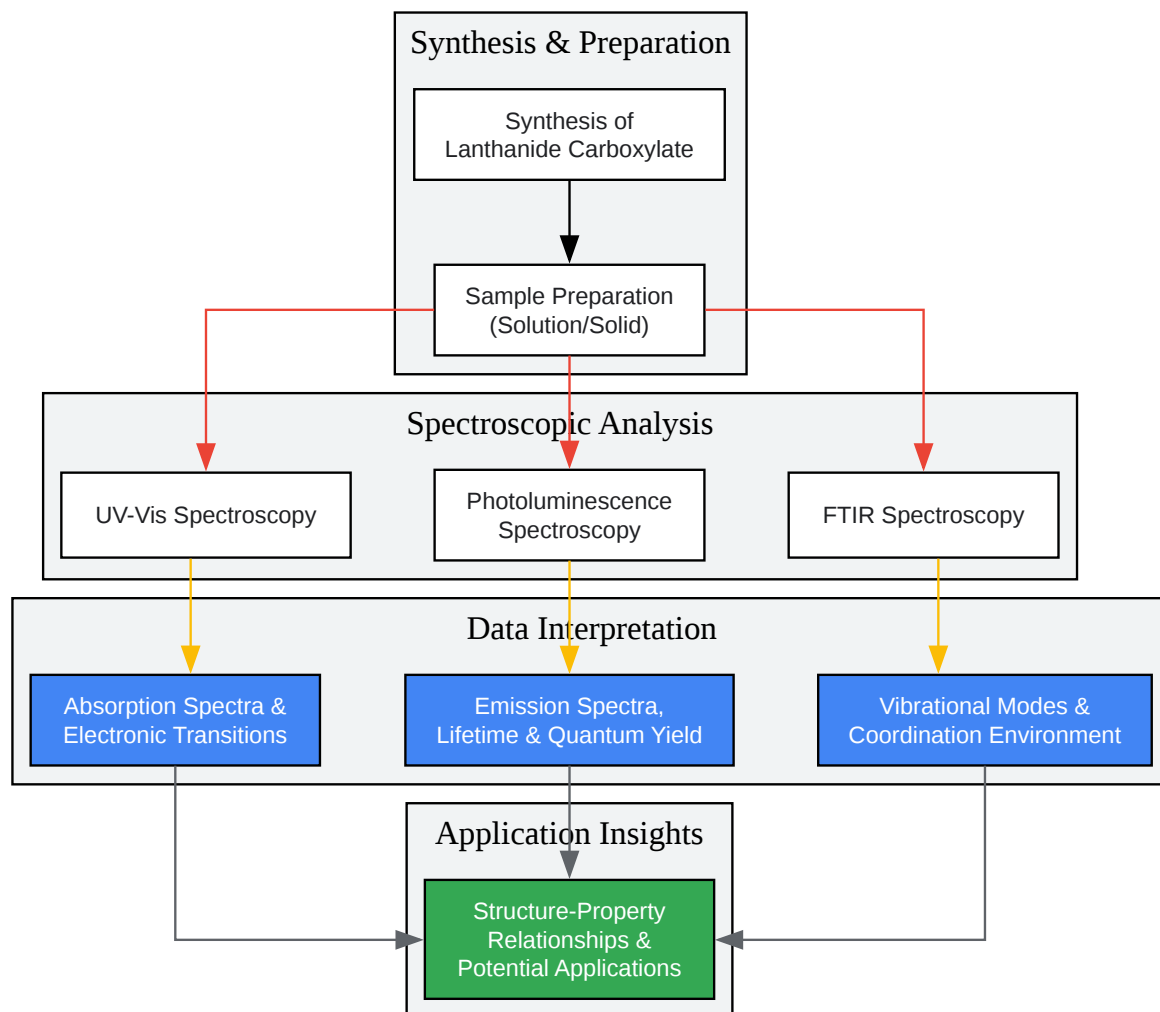 Synthesis & Preparation
Synthesis of
Lanthanide Carboxylate
Sample Preparation
(Solution/Solid)
Spectroscopic Analysis
UV-Vis Spectroscopy
Photoluminescence
Spectroscopy
FTIR Spectroscopy
Data Interpretation
Absorption Spectra &
Electronic Transitions
Emission Spectra,
Lifetime & Quantum Yield
Vibrational Modes &
Coordination Environment
Application Insights
Structure-Property
Relationships &
Potential Applications